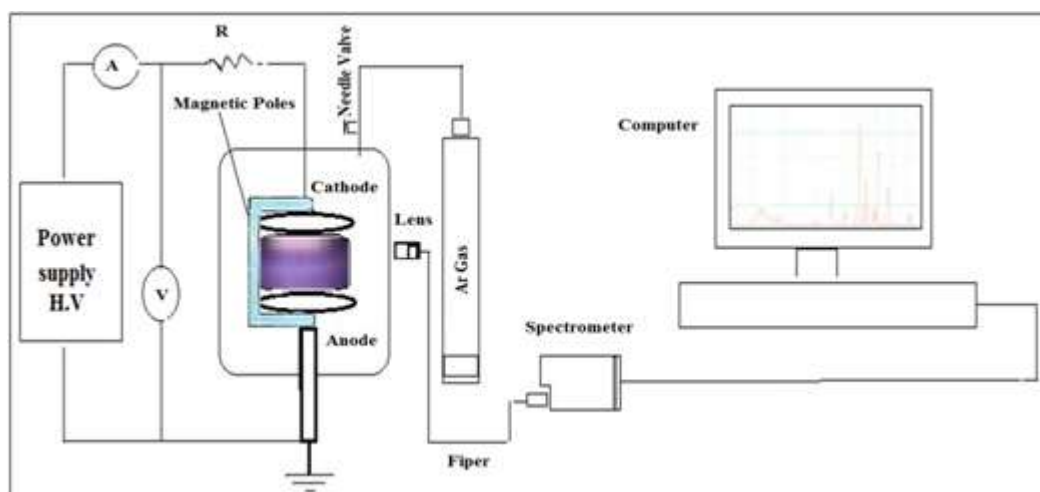 R
A
Needle Valve
Magnetic Poles
Computer
Cathode
Lens
Power
supply
H.V
Ar Gas
V
Spectrometer
Anode
Fiper